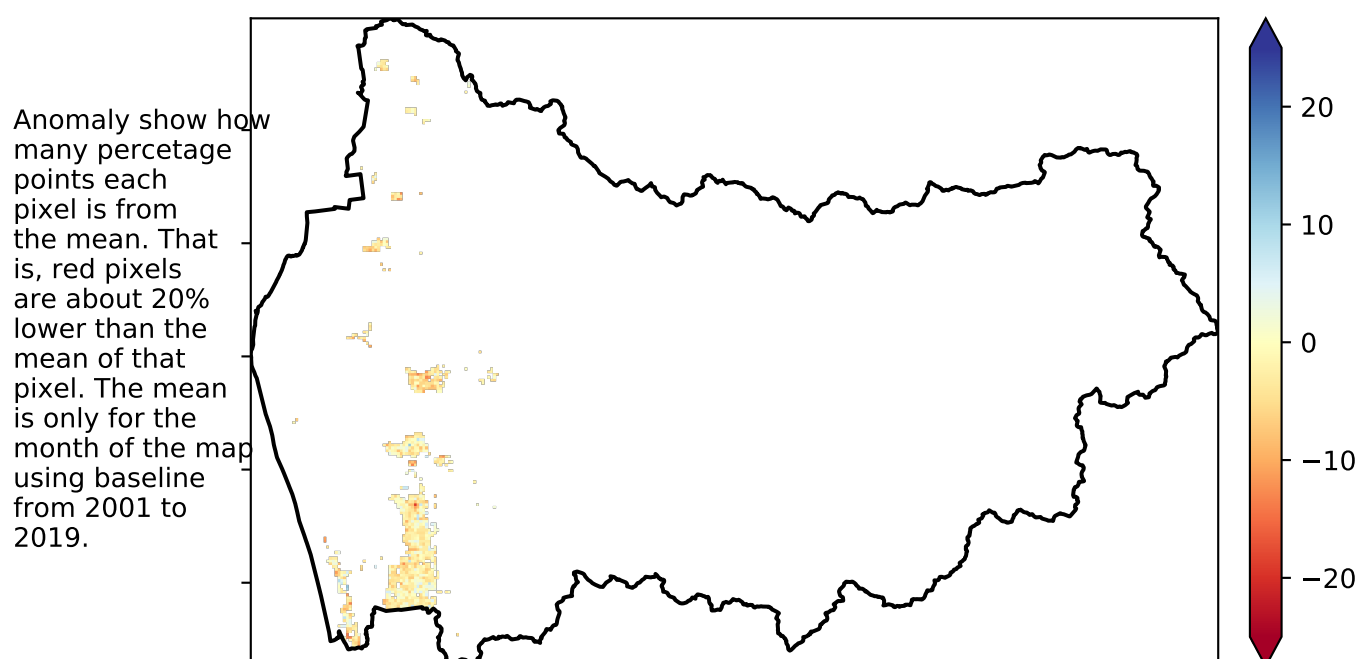 Anomaly show how
many percetage
points each
pixel is from
the mean. That
is, red pixels
are about 20%
lower than the
mean of that
pixel. The mean
is only for the
month of the map
using baseline
from 2001 to
2019.
20
10
0
−10
−20